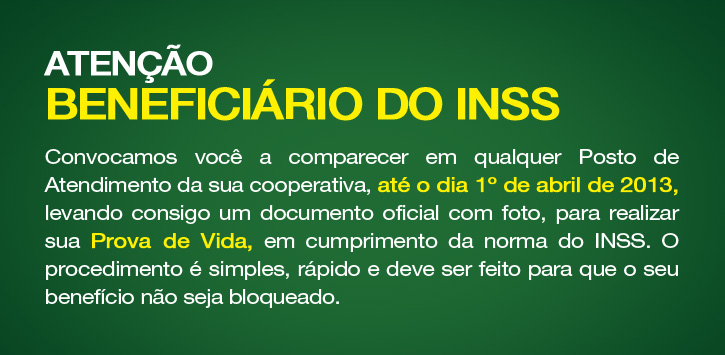 ATENÇÃO
BENEFICIÁRIO DO INSS
Convocamos você a comparecer em qualquer Posto de
Atendimento da sua cooperativa, até o dia 1º de abril de 2013,
levando consigo um documento oficial com foto, para realizar
sua Prova de Vida, em cumprimento da norma do INSS. O
procedimento é simples, rápido e deve ser feito para que o seu
benefício não seja bloqueado.